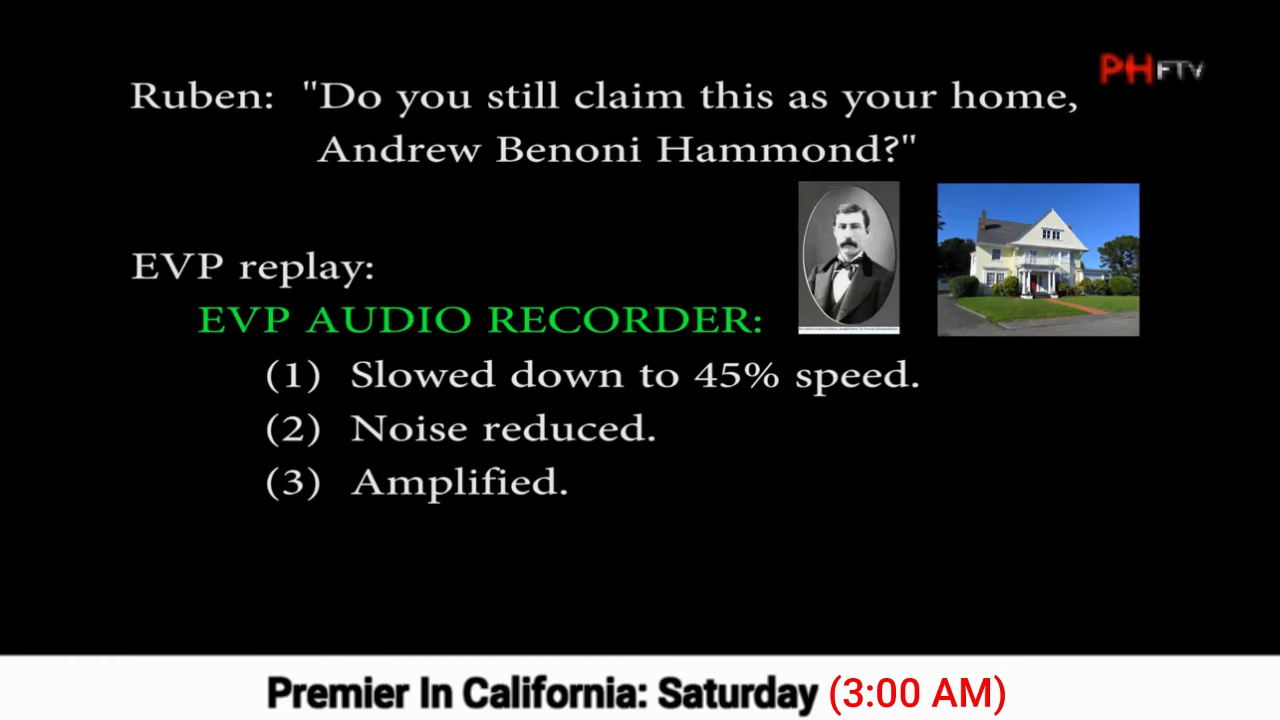 PHFTV
Ruben: "Do you still claim this as your home,
Andrew Benoni Hammond?"
EVP replay:
EVP AUDIO RECORDER:
(1) Slowed down to 45% speed.
(2) Noise reduced.
(3) Amplified.
Premier In California: Saturday (3:00 AM)